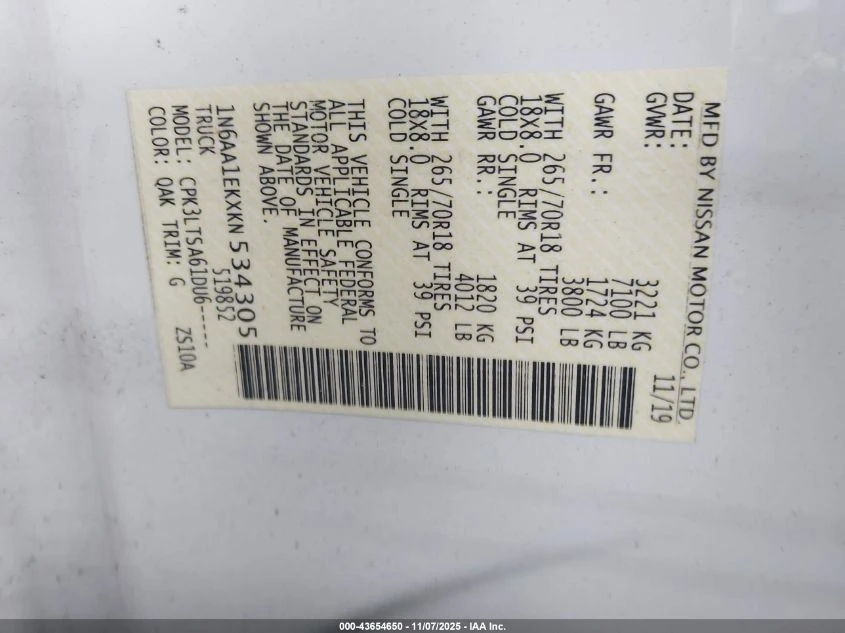 MFD BY NISSAN MOTOR CO., LTD.
DATE: 11/19
GVWR: 3221 KG
7100 LB
GAWR FR.: 1724 KG
3800 LB
WITH 265/70R18 TIRES
18X8.0 RIMS AT 39 PSI
COLD SINGLE
GAWR RR.: 1820 KG
4012 LB
WITH 265/70R18 TIRES
18X8.0 RIMS AT 39 PSI
COLD SINGLE
THIS VEHICLE CONFORMS TO
ALL APPLICABLE FEDERAL
MOTOR VEHICLE SAFETY
STANDARDS IN EFFECT ON
THE DATE OF MANUFACTURE
SHOWN ABOVE.
1N6AA1EKXKN534305
TRUCK 519852
MODEL: CPK3LTSA61DU6-----
COLOR: QAK TRIM: G ZS10A
000-43654650 - 11/07/2025 - IAA Inc.